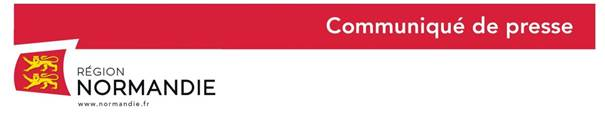 Communiqué de presse
RÉGION
NORMANDIE
www.normandie.fr